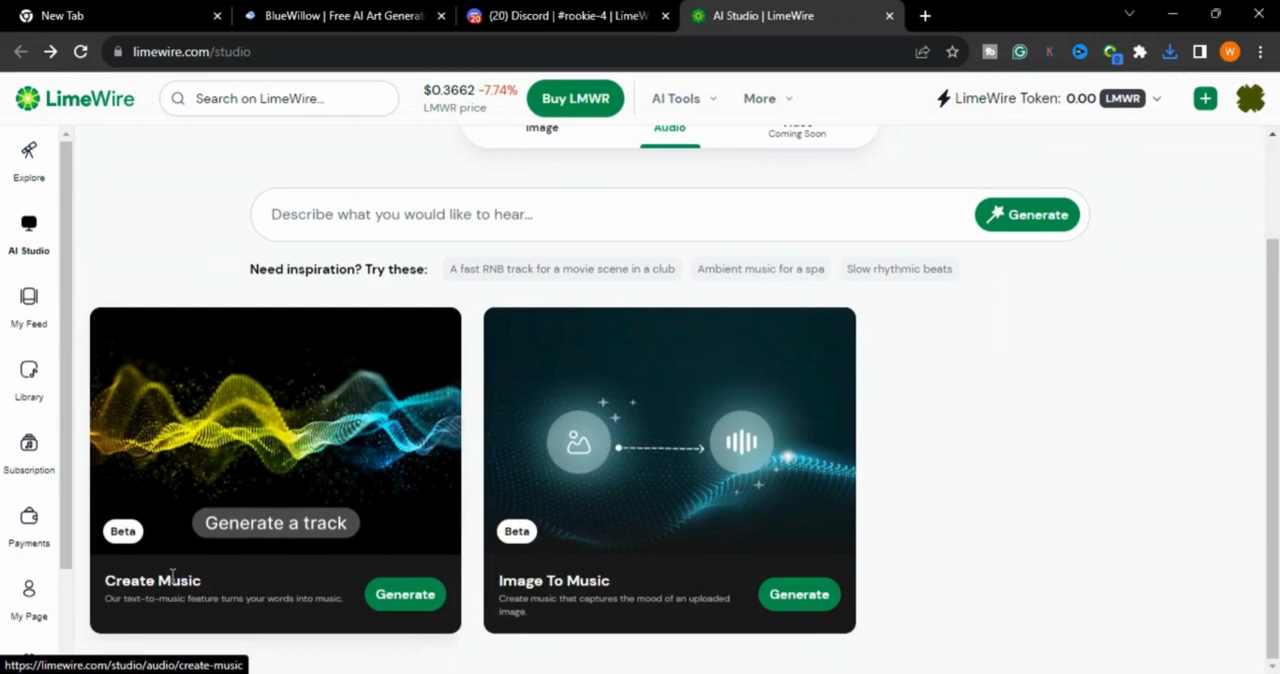 New Tab
BlueWillow | Free AI Art Generat
(20) Discord | #rookie-4 | LimeW
AI Studio | LimeWire
limewire.com/studio
LimeWire
Search on LimeWire...
$0.3662 -7.74%
LMWR price
Buy LMWR
AI Tools
More
LimeWire Token: 0.00 LMWR
Image
Audio
Coming Soon
Explore
AI Studio
My Feed
Library
Subscription
Payments
My Page
Describe what you would like to hear...
Generate
Need inspiration? Try these:
A fast RNB track for a movie scene in a club
Ambient music for a spa
Slow rhythmic beats
Beta
Generate a track
Create Music
Our text-to-music feature turns your words into music.
Generate
Beta
Image To Music
Create music that captures the mood of an uploaded
image.
Generate
https://limewire.com/studio/audio/create-music